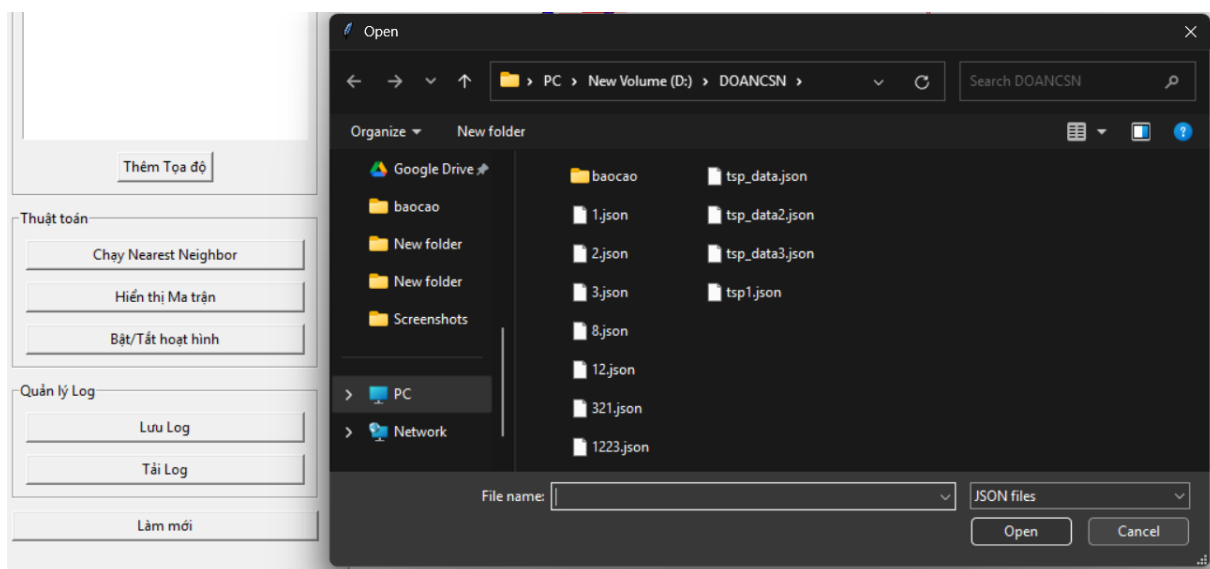 Thêm Tọa độ
Thuật toán
Chạy Nearest Neighbor
Hiển thị Ma trận
Bật/Tắt hoạt hình
Quản lý Log
Lưu Log
Tải Log
Làm mới
Open
PC > New Volume (D:) > DOANCSN >
Search DOANCSN
Organize
New folder
Google Drive
baocao
New folder
New folder
Screenshots
PC
Network
baocao
1.json
2.json
3.json
8.json
12.json
321.json
1223.json
tsp_data.json
tsp_data2.json
tsp_data3.json
tsp1.json
File name:
JSON files
Open
Cancel